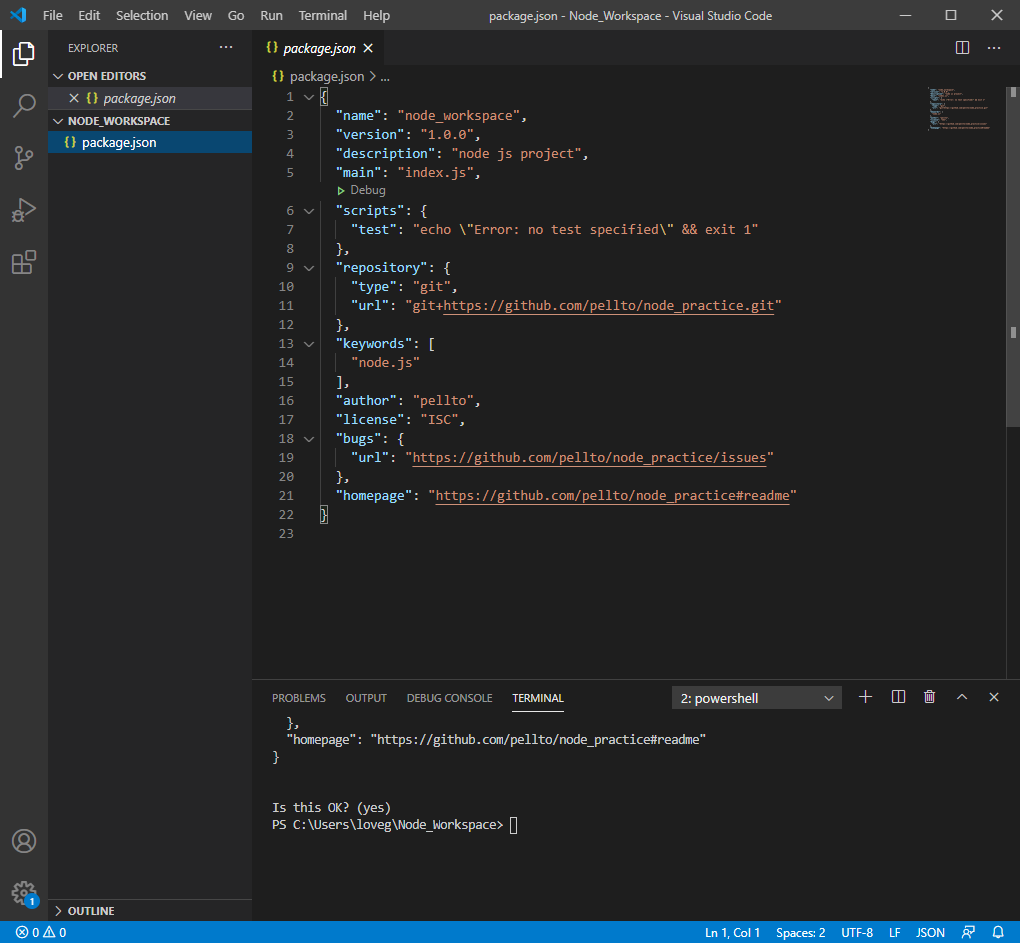 File Edit Selection View Go Run Terminal Help package.json - Node_Workspace - Visual Studio Code
EXPLORER ...
OPEN EDITORS
{} package.json
NODE_WORKSPACE
{} package.json
OUTLINE
{} package.json
{} package.json > ...
1 {
2 "name": "node_workspace",
3 "version": "1.0.0",
4 "description": "node js project",
5 "main": "index.js",
Debug
6 "scripts": {
7 "test": "echo \"Error: no test specified\" && exit 1"
8 },
9 "repository": {
10 "type": "git",
11 "url": "git+https://github.com/pellto/node_practice.git"
12 },
13 "keywords": [
14 "node.js"
15 ],
16 "author": "pellto",
17 "license": "ISC",
18 "bugs": {
19 "url": "https://github.com/pellto/node_practice/issues"
20 },
21 "homepage": "https://github.com/pellto/node_practice#readme"
22 }
23
PROBLEMS OUTPUT DEBUG CONSOLE TERMINAL 2: powershell
},
"homepage": "https://github.com/pellto/node_practice#readme"
}
Is this OK? (yes)
PS C:\Users\loveg\Node_Workspace>
1
0 0 Ln 1, Col 1 Spaces: 2 UTF-8 LF JSON